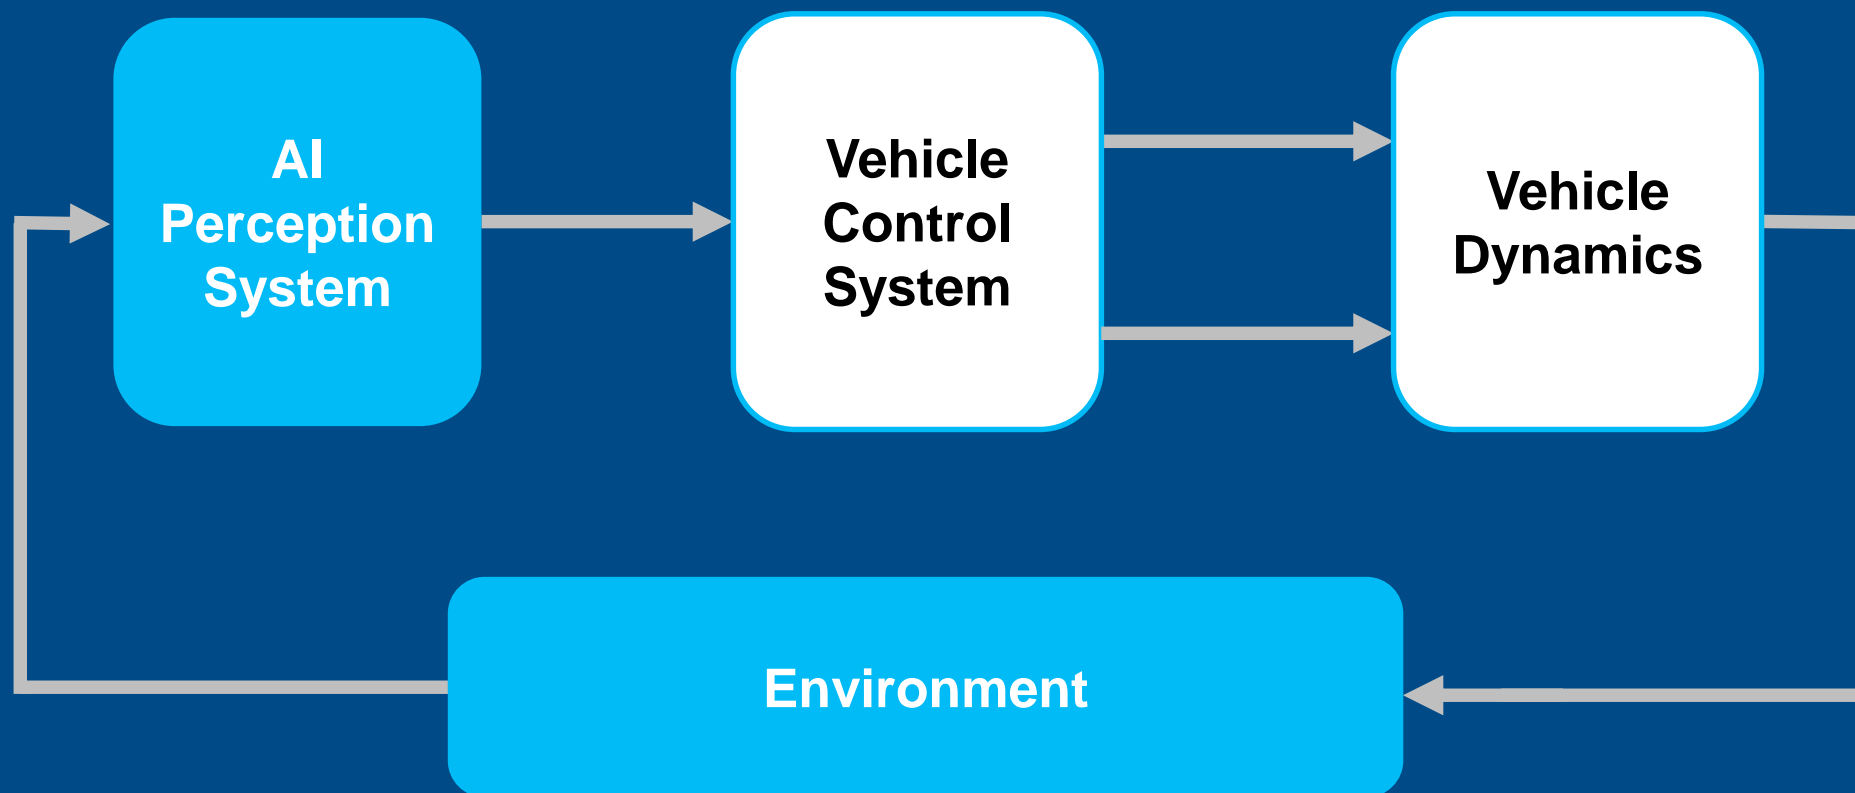 AI
Perception
System
Vehicle
Control
System
Vehicle
Dynamics
Environment